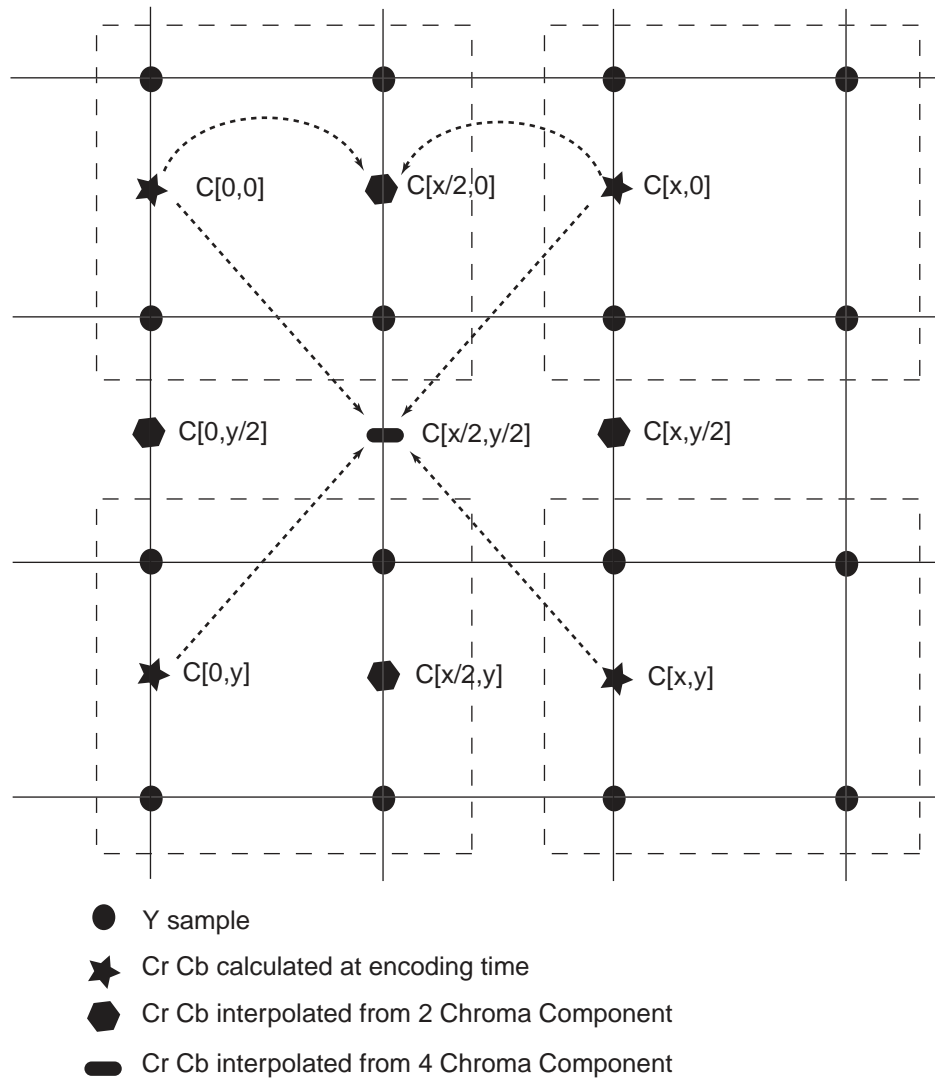 C[0,0]
C[x/2,0]
C[x,0]
C[0,y/2]
C[x/2,y/2]
C[x,y/2]
C[0,y]
C[x/2,y]
C[x,y]
Y sample
Cr Cb calculated at encoding time
Cr Cb interpolated from 2 Chroma Component
Cr Cb interpolated from 4 Chroma Component